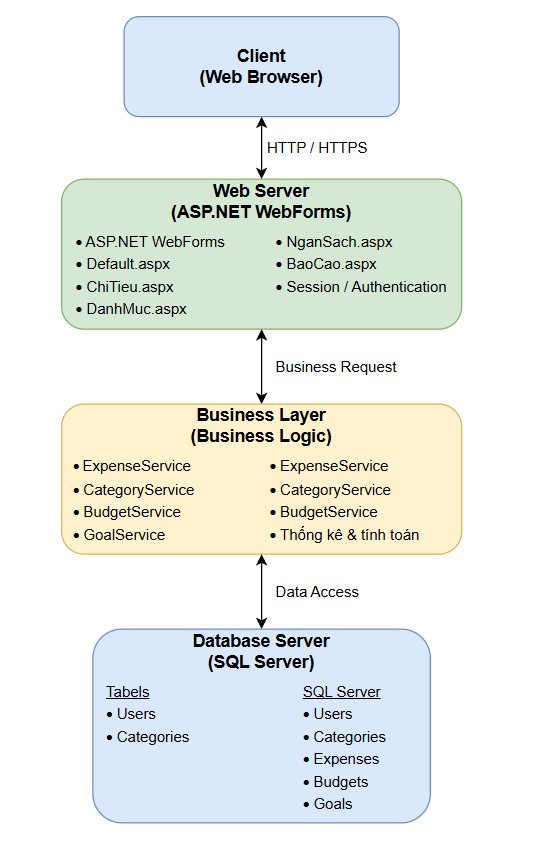 Client
(Web Browser)
HTTP / HTTPS
Web Server
(ASP.NET WebForms)
• ASP.NET WebForms
• Default.aspx
• ChiTieu.aspx
• DanhMuc.aspx
• NganSach.aspx
• BaoCao.aspx
• Session / Authentication
Business Request
Business Layer
(Business Logic)
• ExpenseService
• CategoryService
• BudgetService
• GoalService
• ExpenseService
• CategoryService
• BudgetService
• Thống kê & tính toán
Data Access
Database Server
(SQL Server)
Tabels
• Users
• Categories
SQL Server
• Users
• Categories
• Expenses
• Budgets
• Goals